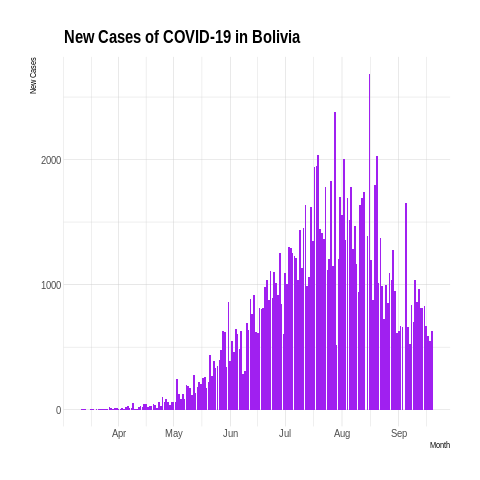 New Cases of COVID-19 in Bolivia
New Cases
2000
1000
0
Apr May Jun Jul Aug Sep
Month